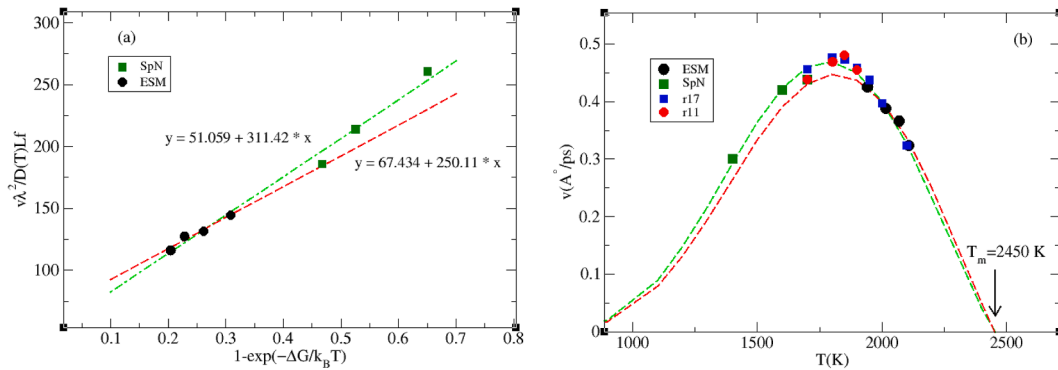 (a)
SpN
ESM
y = 51.059 + 311.42 * x
y = 67.434 + 250.11 * x
300
250
200
150
100
vλ²/D(T)Lf
0.1 0.2 0.3 0.4 0.5 0.6 0.7 0.8
1-exp(−ΔG/k_BT)
(b)
ESM
SpN
r17
r11
T_m=2450 K
0.5
0.4
0.3
0.2
0.1
0
v(A°/ps)
1000 1500 2000 2500
T(K)